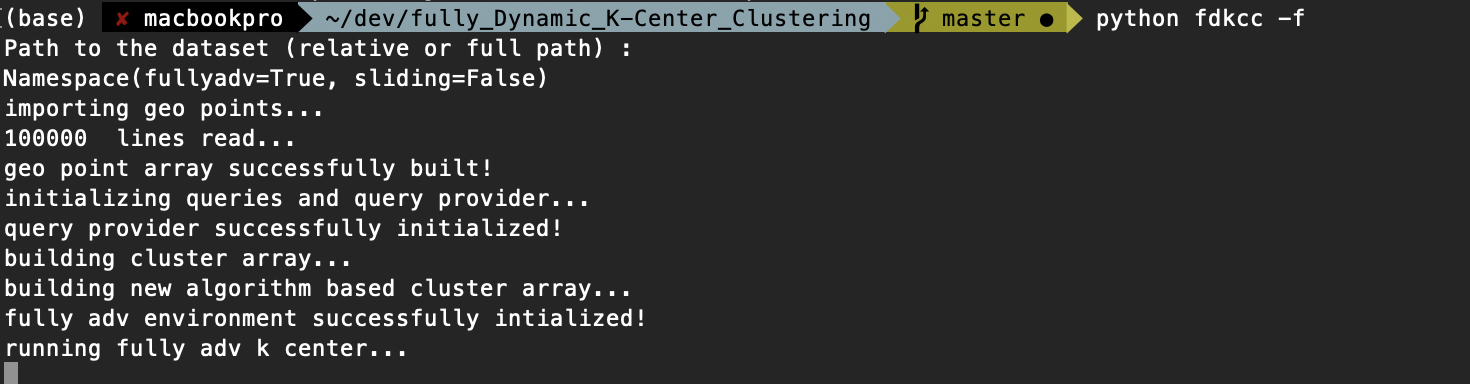 (base) ✘ macbookpro ~/dev/fully_Dynamic_K-Center_Clustering master ● python fdkcc -f
Path to the dataset (relative or full path) :
Namespace(fullyadv=True, sliding=False)
importing geo points...
100000  lines read...
geo point array successfully built!
initializing queries and query provider...
query provider successfully initialized!
building cluster array...
building new algorithm based cluster array...
fully adv environment successfully intialized!
running fully adv k center...